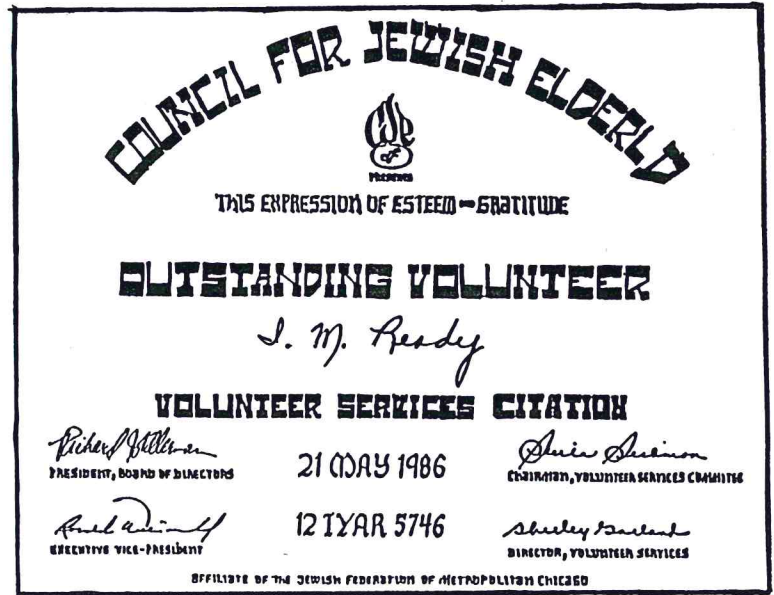 COUNCIL FOR JEWISH ELDERLY
CJE
PRESENTS
THIS EXPRESSION OF ESTEEM and GRATITUDE
OUTSTANDING VOLUNTEER
I. M. Ready
VOLUNTEER SERVICES CITATION
PRESIDENT, BOARD OF DIRECTORS
21 MAY 1986
CHAIRMAN, VOLUNTEER SERVICES COMMITTEE
EXECUTIVE VICE-PRESIDENT
12 IYAR 5746
Shirley
DIRECTOR, VOLUNTEER SERVICES
AFFILIATE OF THE JEWISH FEDERATION OF METROPOLITAN CHICAGO